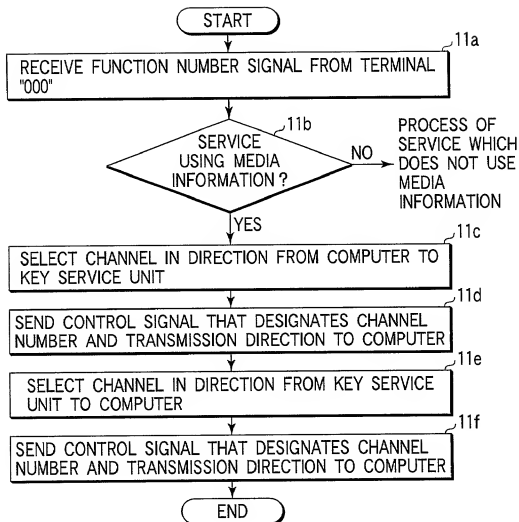 START
11a
RECEIVE FUNCTION NUMBER SIGNAL FROM TERMINAL
"000"
11b
SERVICE
USING MEDIA
INFORMATION?
NO
PROCESS OF
SERVICE WHICH
DOES NOT USE
MEDIA
INFORMATION
YES
11c
SELECT CHANNEL IN DIRECTION FROM COMPUTER TO
KEY SERVICE UNIT
11d
SEND CONTROL SIGNAL THAT DESIGNATES CHANNEL
NUMBER AND TRANSMISSION DIRECTION TO COMPUTER
11e
SELECT CHANNEL IN DIRECTION FROM KEY SERVICE
UNIT TO COMPUTER
11f
SEND CONTROL SIGNAL THAT DESIGNATES CHANNEL
NUMBER AND TRANSMISSION DIRECTION TO COMPUTER
END